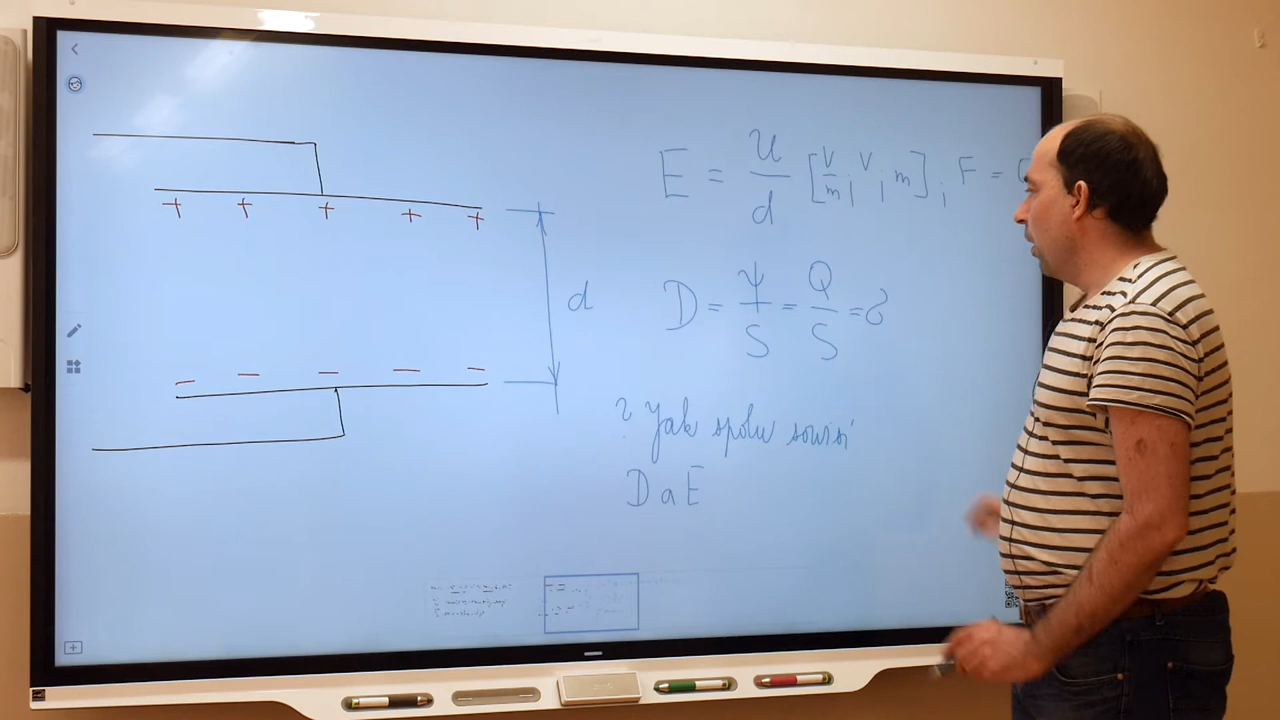 + + + + +
- - - - -
d
E = U/d [V/m ; V ; m] ; F = Q
D = Ψ/S = Q/S = ?
? Jak spolu souvisí
D a E